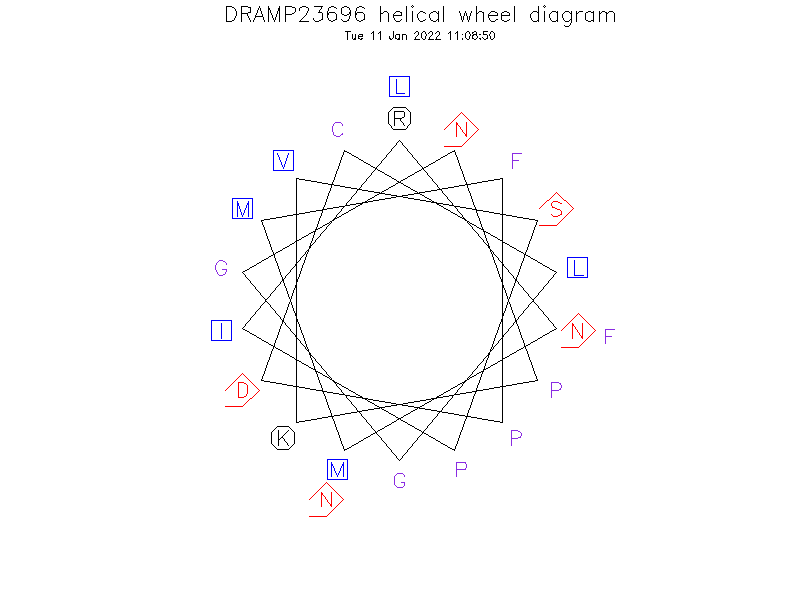 DRAMP23696 helical wheel diagram
Tue 11 Jan 2022 11:08:50
L
R
C N
V F
M S
G L
I N F
D P
K P
M P
G
N